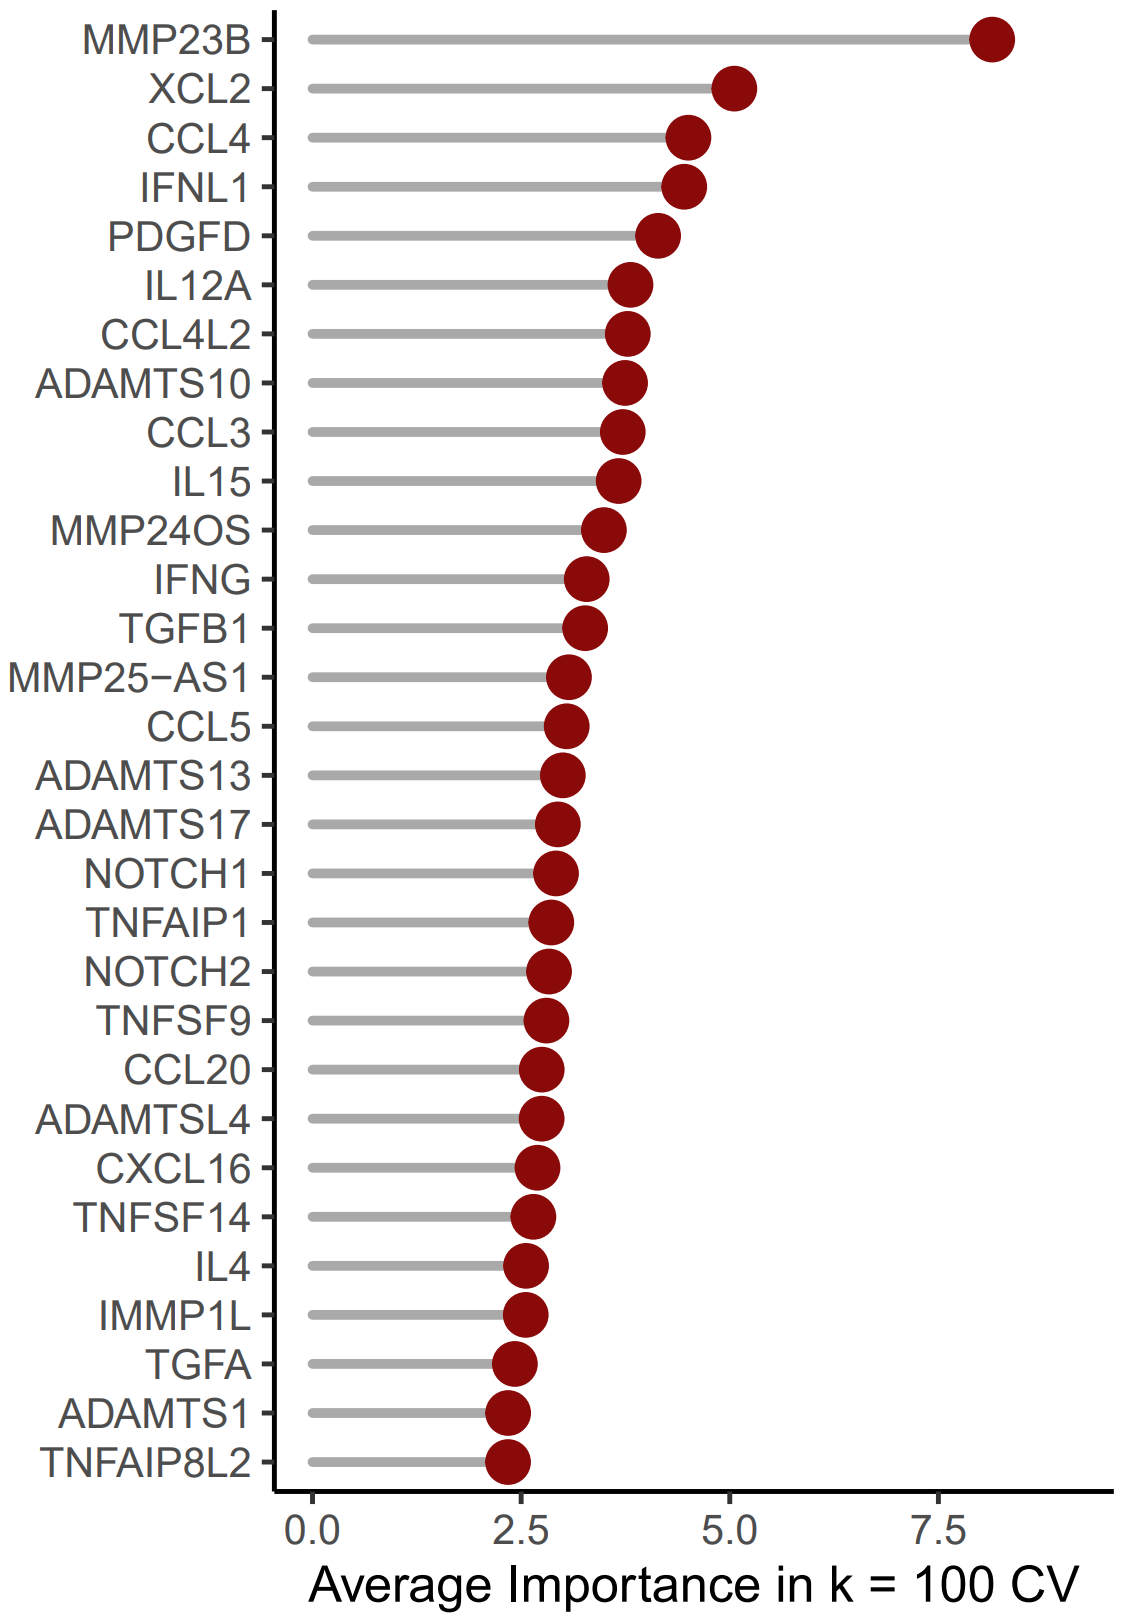 MMP23B
XCL2
CCL4
IFNL1
PDGFD
IL12A
CCL4L2
ADAMTS10
CCL3
IL15
MMP24OS
IFNG
TGFB1
MMP25−AS1
CCL5
ADAMTS13
ADAMTS17
NOTCH1
TNFAIP1
NOTCH2
TNFSF9
CCL20
ADAMTSL4
CXCL16
TNFSF14
IL4
IMMP1L
TGFA
ADAMTS1
TNFAIP8L2
0.0 2.5 5.0 7.5
Average Importance in k = 100 CV